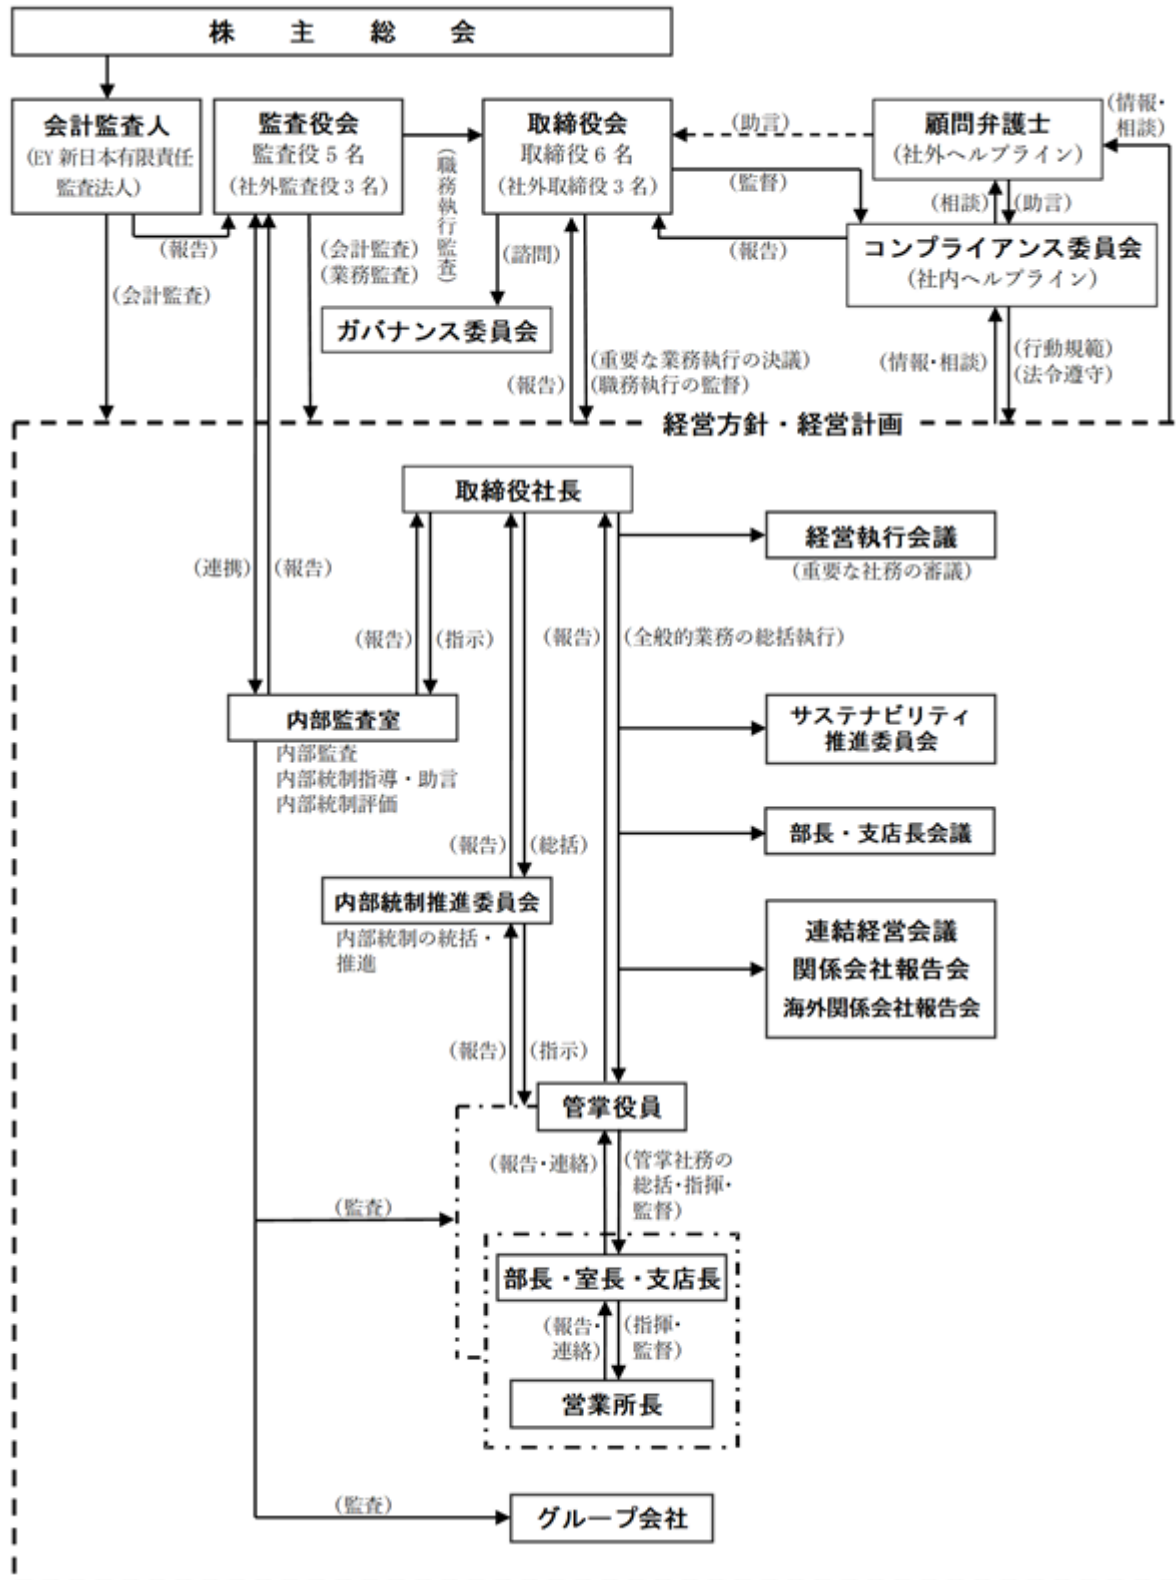 株主総会
会計監査人
(EY新日本有限責任
監査法人)
監査役会
監査役5名
(社外監査役3名)
取締役会
取締役6名
(社外取締役3名)
顧問弁護士
(社外ヘルプライン)
(情報・
相談)
(助言)
(監督)
(職務執行監査)
(相談)
(助言)
(報告)
(報告)
コンプライアンス委員会
(社内ヘルプライン)
(会計監査)
(業務監査)
(諮問)
(会計監査)
ガバナンス委員会
(報告)
(重要な業務執行の決議)
(職務執行の監督)
(情報・相談)
(行動規範)
(法令遵守)
経営方針・経営計画
取締役社長
経営執行会議
(重要な社務の審議)
(連携)
(報告)
(報告)
(指示)
(報告)
(全般的業務の総括執行)
内部監査室
内部監査
内部統制指導・助言
内部統制評価
サステナビリティ
推進委員会
部長・支店長会議
(報告)
(総括)
内部統制推進委員会
内部統制の統括・
推進
連結経営会議
関係会社報告会
海外関係会社報告会
(報告)
(指示)
管掌役員
(報告・連絡)
(管掌社務の
総括・指揮・
監督)
(監査)
部長・室長・支店長
(報告・
連絡)
(指揮・
監督)
営業所長
(監査)
グループ会社